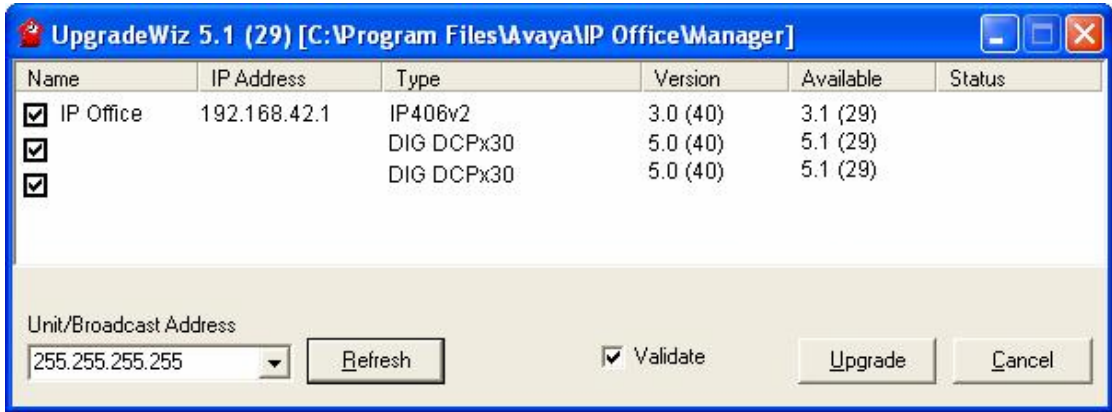 UpgradeWiz 5.1 (29) [C:\Program Files\Avaya\IP Office\Manager]
Name IP Address Type Version Available Status
IP Office 192.168.42.1 IP406v2 3.0 (40) 3.1 (29)
DIG DCPx30 5.0 (40) 5.1 (29)
DIG DCPx30 5.0 (40) 5.1 (29)
Unit/Broadcast Address
255.255.255.255 Refresh Validate Upgrade Cancel